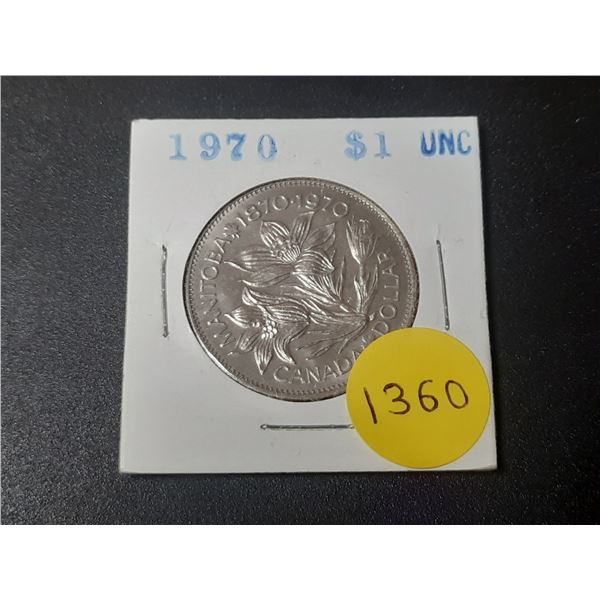 1970 $1 UNC
MANITOBA 1870·1970
CANADA DOLLAR
1360